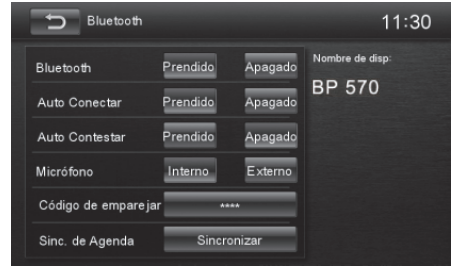 Bluetooth 11:30
Bluetooth Prendido Apagado
Nombre de disp:
BP 570
Auto Conectar Prendido Apagado
Auto Contestar Prendido Apagado
Micrófono Interno Externo
Código de emparejar ****
Sinc. de Agenda Sincronizar